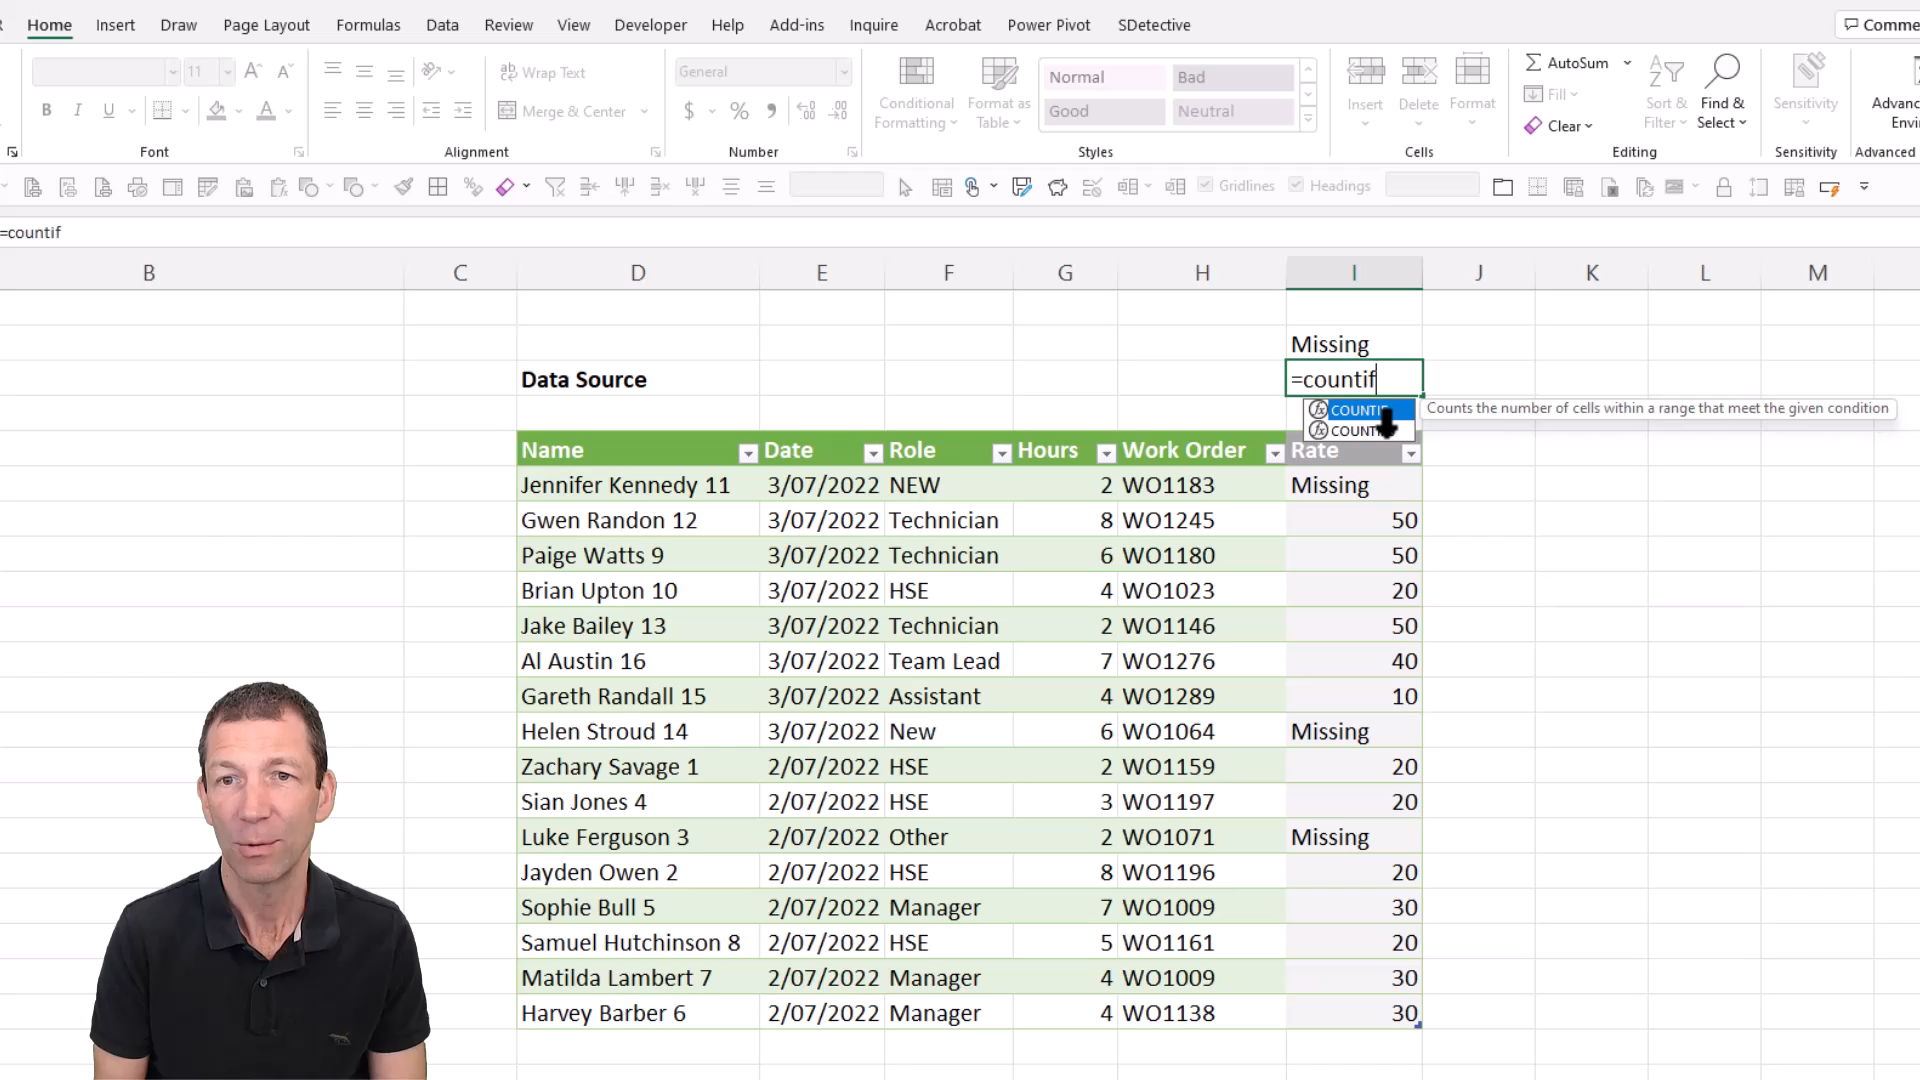 Home Insert Draw Page Layout Formulas Data Review View Developer Help Add-ins Inquire Acrobat Power Pivot SDetective Comme
11 Wrap Text General Normal Bad AutoSum
B I U Merge & Center $ % Conditional Formatting Format as Table Good Neutral Insert Delete Format Fill Clear Sort & Filter Find & Select Sensitivity Advanc Envi
Font Alignment Number Styles Cells Editing Sensitivity Advanced
Gridlines Headings
=countif
B C D E F G H I J K L M
Missing
Data Source =countif
COUNTIF Counts the number of cells within a range that meet the given condition
Name Date Role Hours Work Order Rate
Jennifer Kennedy 11 3/07/2022 NEW 2 WO1183 Missing
Gwen Randon 12 3/07/2022 Technician 8 WO1245 50
Paige Watts 9 3/07/2022 Technician 6 WO1180 50
Brian Upton 10 3/07/2022 HSE 4 WO1023 20
Jake Bailey 13 3/07/2022 Technician 2 WO1146 50
Al Austin 16 3/07/2022 Team Lead 7 WO1276 40
Gareth Randall 15 3/07/2022 Assistant 4 WO1289 10
Helen Stroud 14 3/07/2022 New 6 WO1064 Missing
Zachary Savage 1 2/07/2022 HSE 2 WO1159 20
Sian Jones 4 2/07/2022 HSE 3 WO1197 20
Luke Ferguson 3 2/07/2022 Other 2 WO1071 Missing
Jayden Owen 2 2/07/2022 HSE 8 WO1196 20
Sophie Bull 5 2/07/2022 Manager 7 WO1009 30
Samuel Hutchinson 8 2/07/2022 HSE 5 WO1161 20
Matilda Lambert 7 2/07/2022 Manager 4 WO1009 30
Harvey Barber 6 2/07/2022 Manager 4 WO1138 30